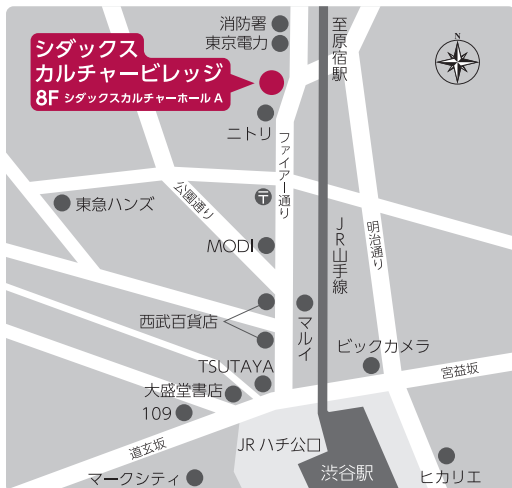 消防署
東京電力
至原宿駅
シダックス
カルチャービレッジ
8F シダックスカルチャーホール A
ニトリ
ファイアー通り
公園通り
〒
東急ハンズ
MODI
JR山手線
明治通り
西武百貨店
マルイ
ビックカメラ
TSUTAYA
宮益坂
大盛堂書店
109
道玄坂
JR ハチ公口
マークシティ
渋谷駅
ヒカリエ